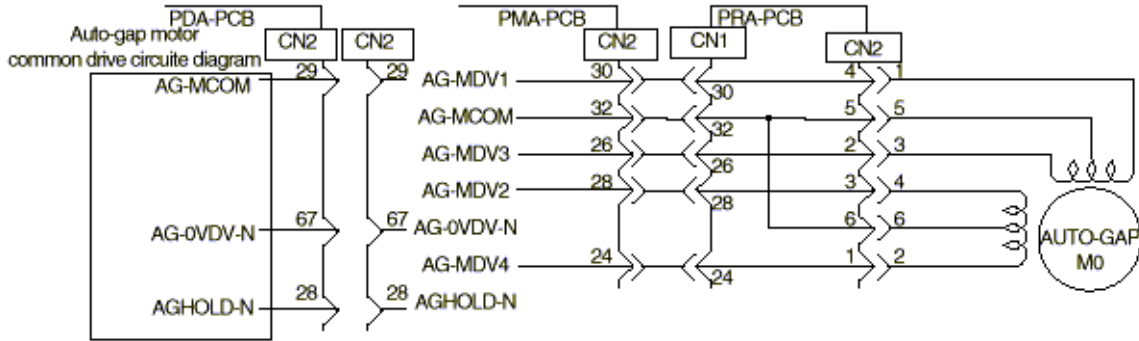 PDA-PCB PMA-PCB PRA-PCB
Auto-gap motor
common drive circuite diagram
CN2 CN2 CN2 CN1 CN2
AG-MCOM 29 29 AG-MDV1 30 30 4 1
AG-MCOM 32 32 5 5
AG-MDV3 26 26 2 3
AG-MDV2 28 28 3 4
AG-0VDV-N 67 67 AG-0VDV-N 6 6
AG-MDV4 24 24 1 2
AUTO-GAP
M0
AGHOLD-N 28 28 AGHOLD-N